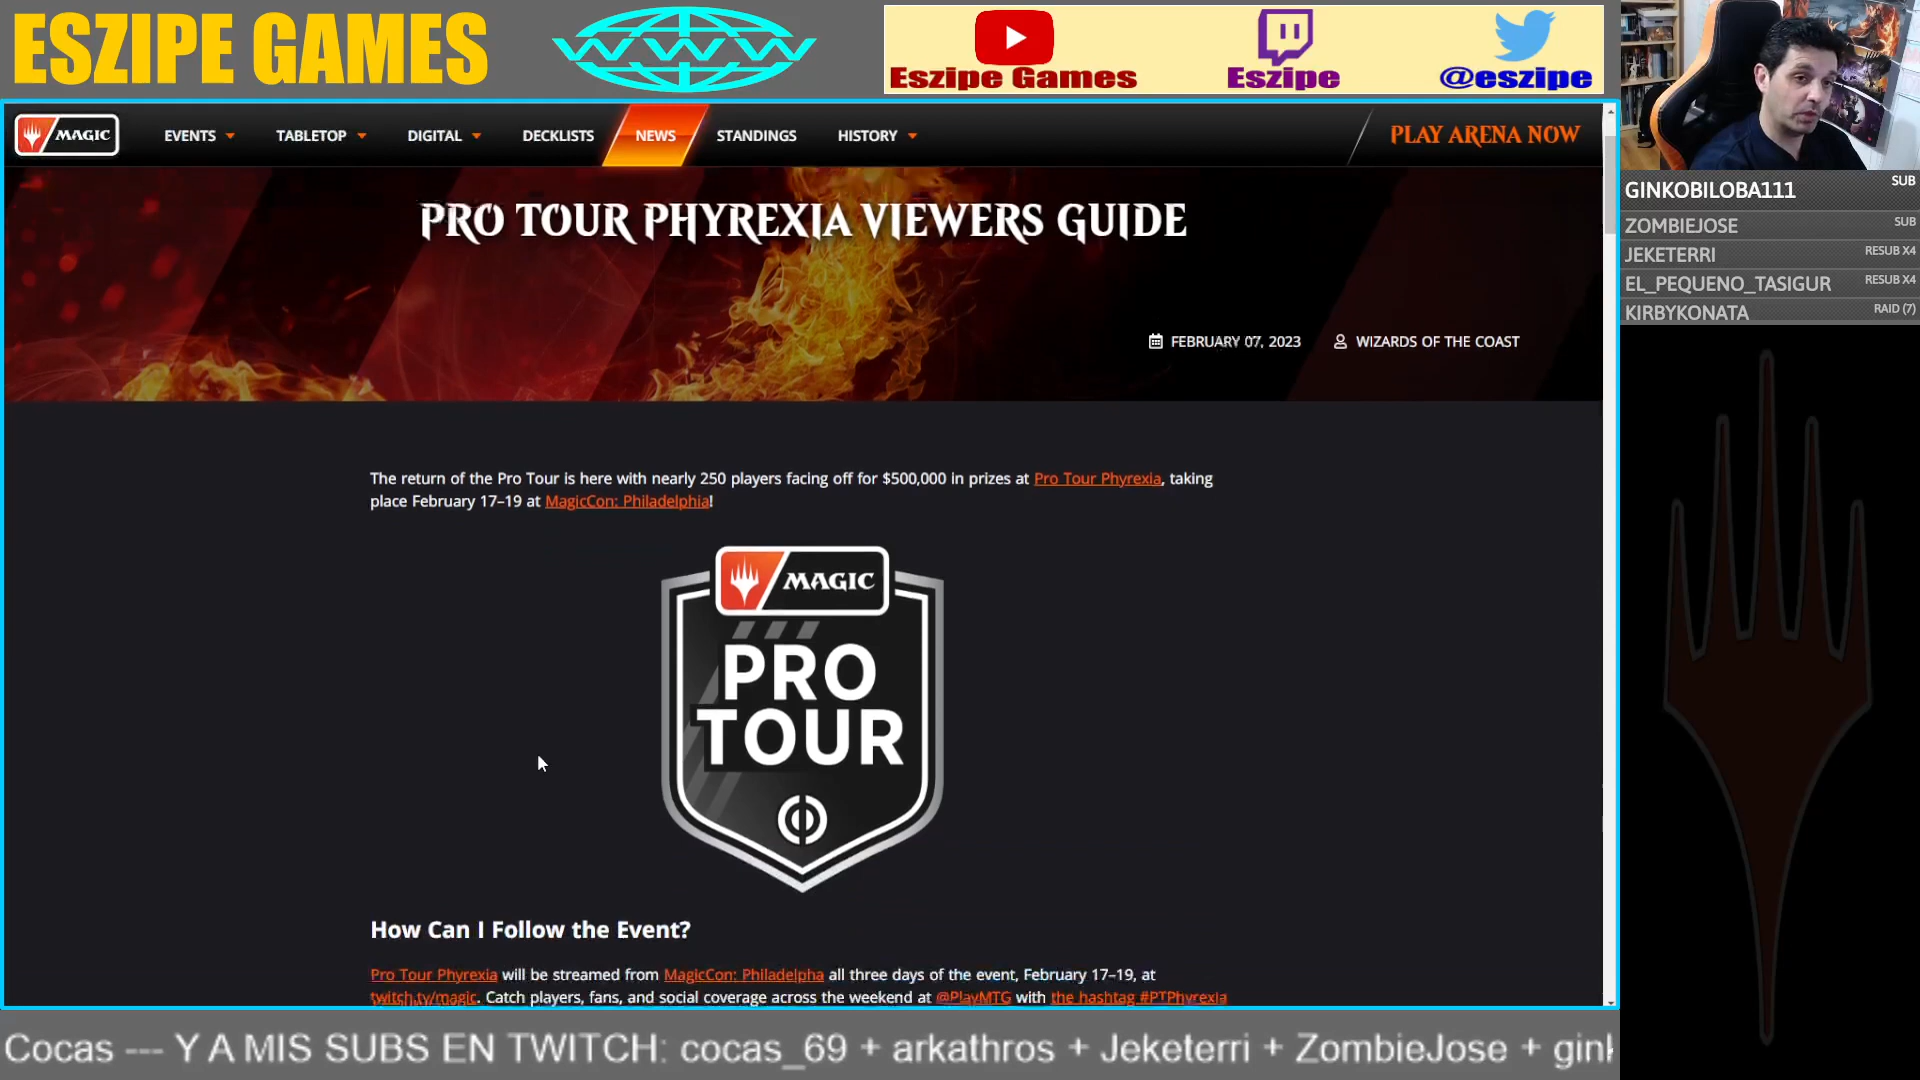 ESZIPE GAMES
WWW
Eszipe Games
Eszipe
@eszipe
MAGIC
EVENTS
TABLETOP
DIGITAL
DECKLISTS
NEWS
STANDINGS
HISTORY
PLAY ARENA NOW
PRO TOUR PHYREXIA VIEWERS GUIDE
FEBRUARY 07, 2023
WIZARDS OF THE COAST
GINKOBILOBA111 SUB
ZOMBIEJOSE SUB
JEKETERRI RESUB X4
EL_PEQUENO_TASIGUR RESUB X4
KIRBYKONATA RAID (7)
The return of the Pro Tour is here with nearly 250 players facing off for $500,000 in prizes at Pro Tour Phyrexia, taking
place February 17–19 at MagicCon: Philadelphia!
MAGIC
PRO
TOUR
How Can I Follow the Event?
Pro Tour Phyrexia will be streamed from MagicCon: Philadelpha all three days of the event, February 17–19, at
twitch.tv/magic. Catch players, fans, and social coverage across the weekend at @PlayMTG with the hashtag #PTPhyrexia
Cocas --- Y A MIS SUBS EN TWITCH: cocas_69 + arkathros + Jeketerri + ZombieJose + gink